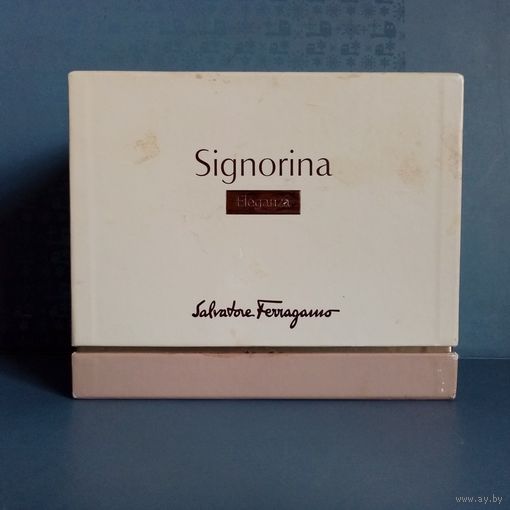 Signorina
Eleganza
Salvatore Ferragamo
www.ay.by